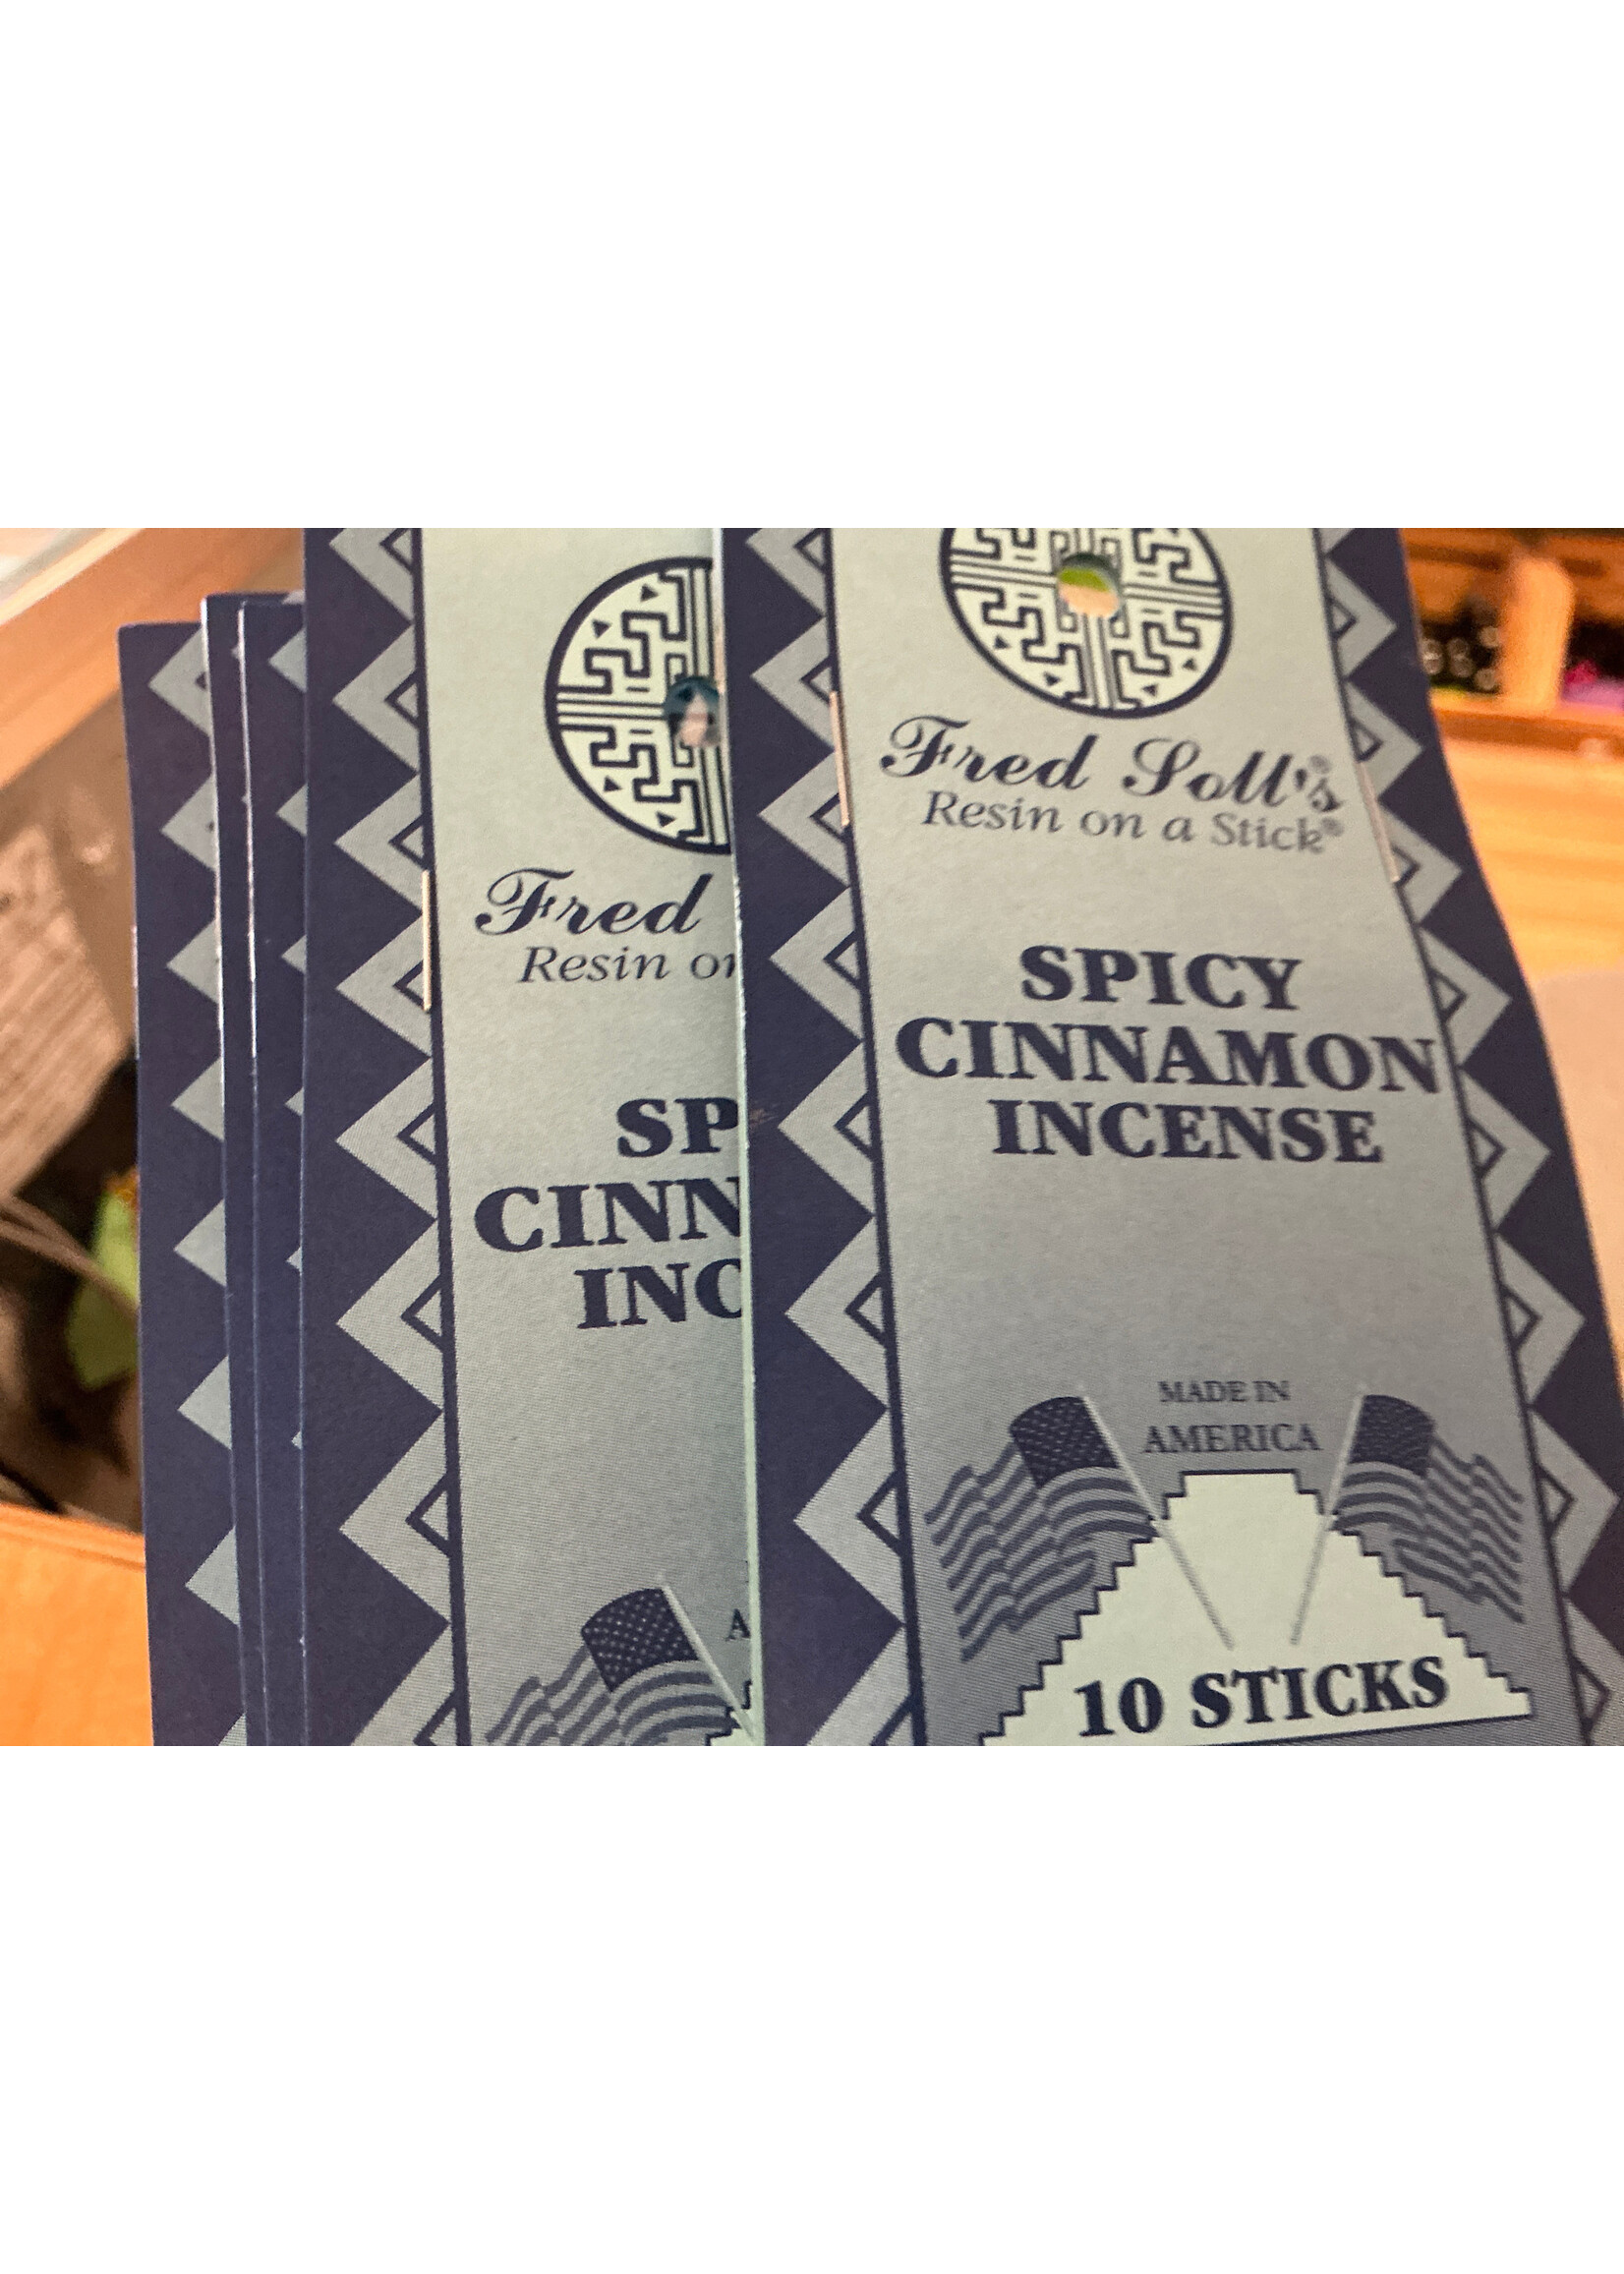 Fred Soll's®
Resin on a Stick®
SPICY
CINNAMON
INCENSE
MADE IN
AMERICA
10 STICKS
Fred
Resin on
SP
CINN
INC
A